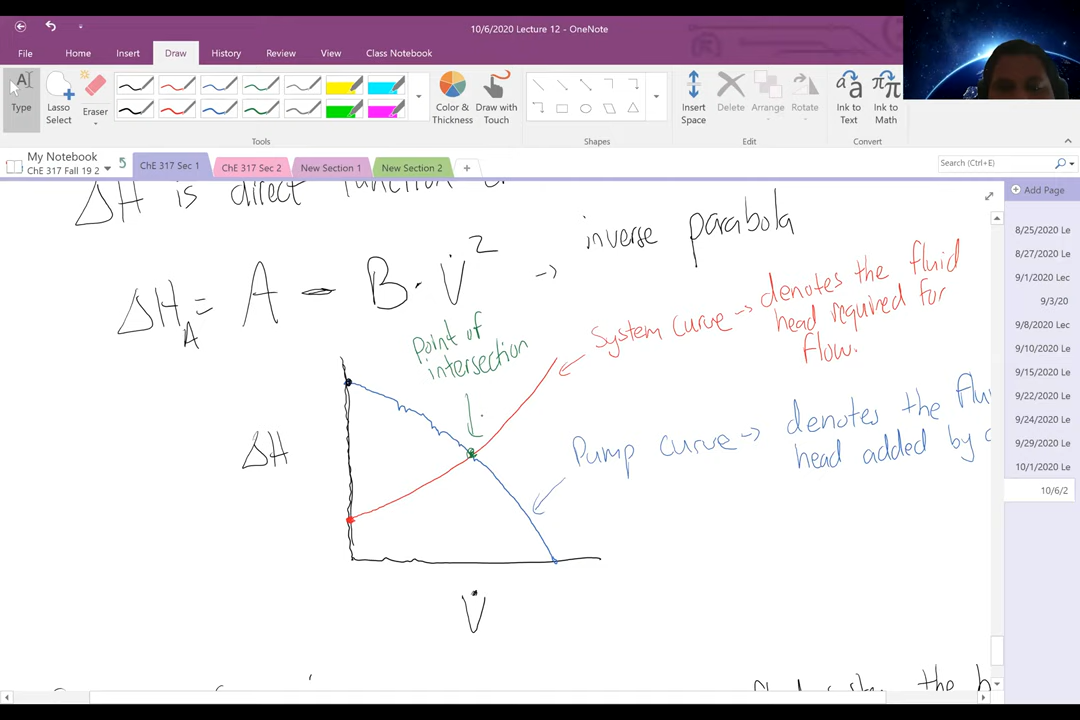 10/6/2020 Lecture 12 - OneNote
File Home Insert Draw History Review View Class Notebook
Type Lasso Select Eraser Color & Thickness Draw with Touch Insert Space Delete Arrange Rotate Ink to Text Ink to Math
Tools Shapes Edit Convert
My Notebook
ChE 317 Fall 19 2
ChE 317 Sec 1 ChE 317 Sec 2 New Section 1 New Section 2
Search (Ctrl+E)
Add Page
8/25/2020 Le
8/27/2020 Le
9/1/2020 Lec
9/3/20
9/8/2020 Lec
9/10/2020 Le
9/15/2020 Le
9/22/2020 Le
9/24/2020 Le
9/29/2020 Le
10/1/2020 Le
10/6/2
ΔH is direct function
ΔH_A = A - B · V̇² → inverse parabola
Point of
intersection
System Curve → denotes the fluid
head required for
flow.
Pump curve → denotes the flu
head added by
ΔH
V̇
the